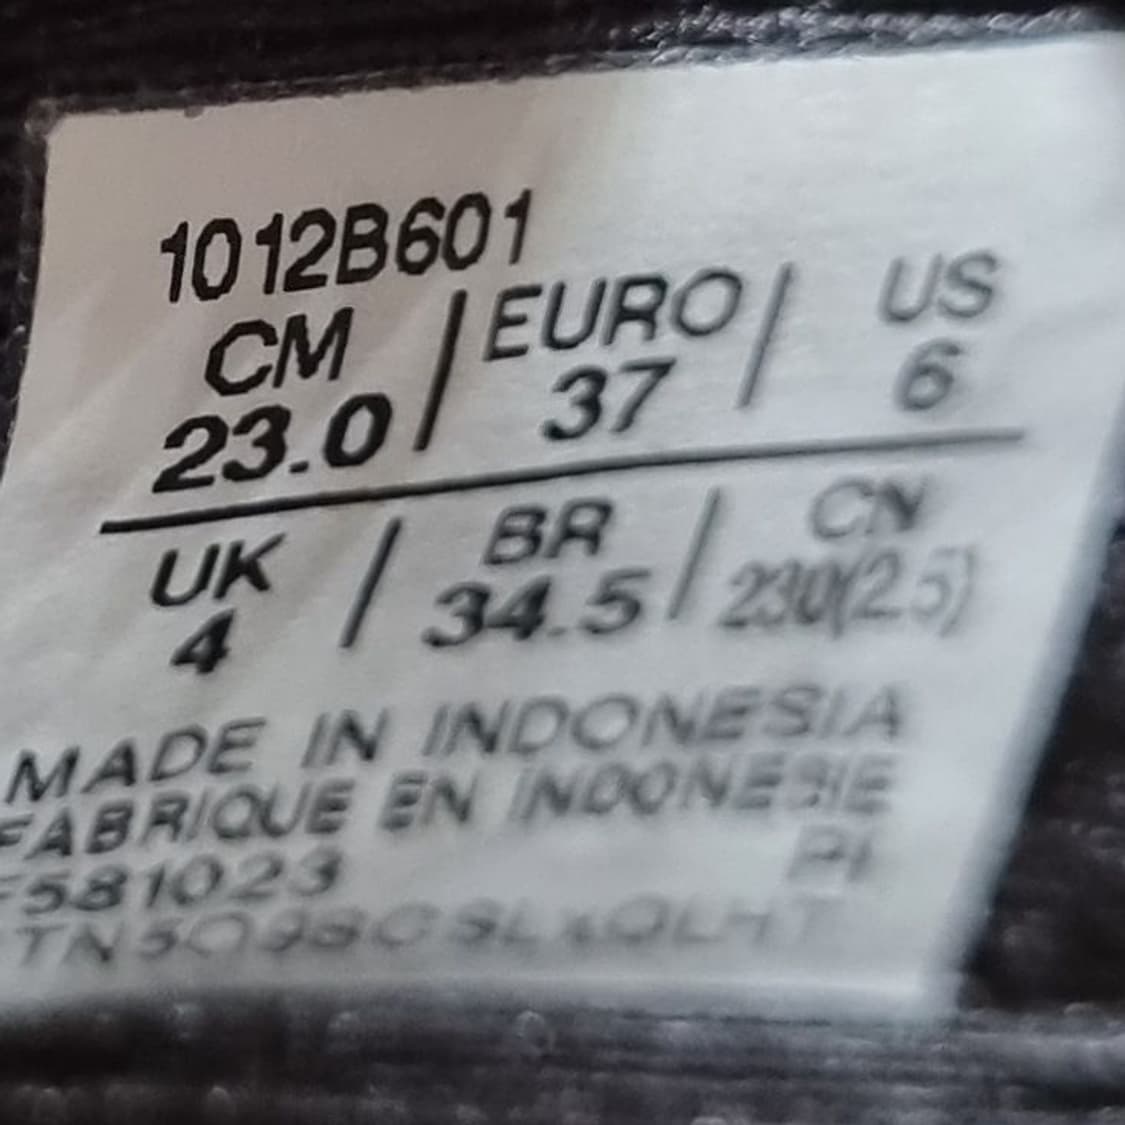 1012B601
CM | EURO | US
23.0 | 37 | 6
UK | BR | CN
4 | 34.5 | 230(2.5)
MADE IN INDONESIA
FABRIQUE EN INDONESIE
F581023